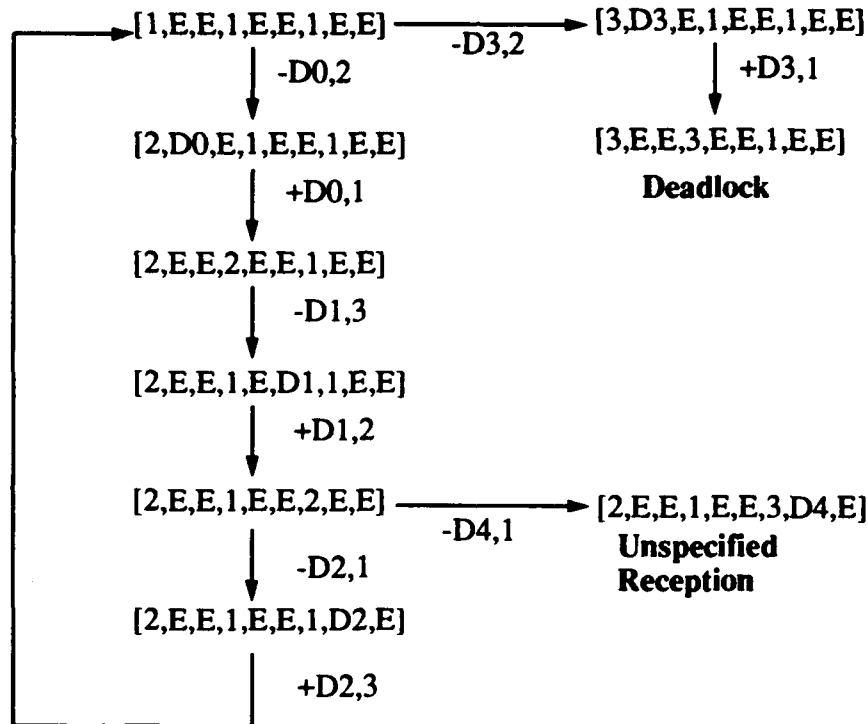 [1,E,E,1,E,E,1,E,E]
-D3,2
[3,D3,E,1,E,E,1,E,E]
-D0,2
+D3,1
[2,D0,E,1,E,E,1,E,E]
[3,E,E,3,E,E,1,E,E]
Deadlock
+D0,1
[2,E,E,2,E,E,1,E,E]
-D1,3
[2,E,E,1,E,D1,1,E,E]
+D1,2
[2,E,E,1,E,E,2,E,E]
-D4,1
[2,E,E,1,E,E,3,D4,E]
Unspecified
Reception
-D2,1
[2,E,E,1,E,E,1,D2,E]
+D2,3